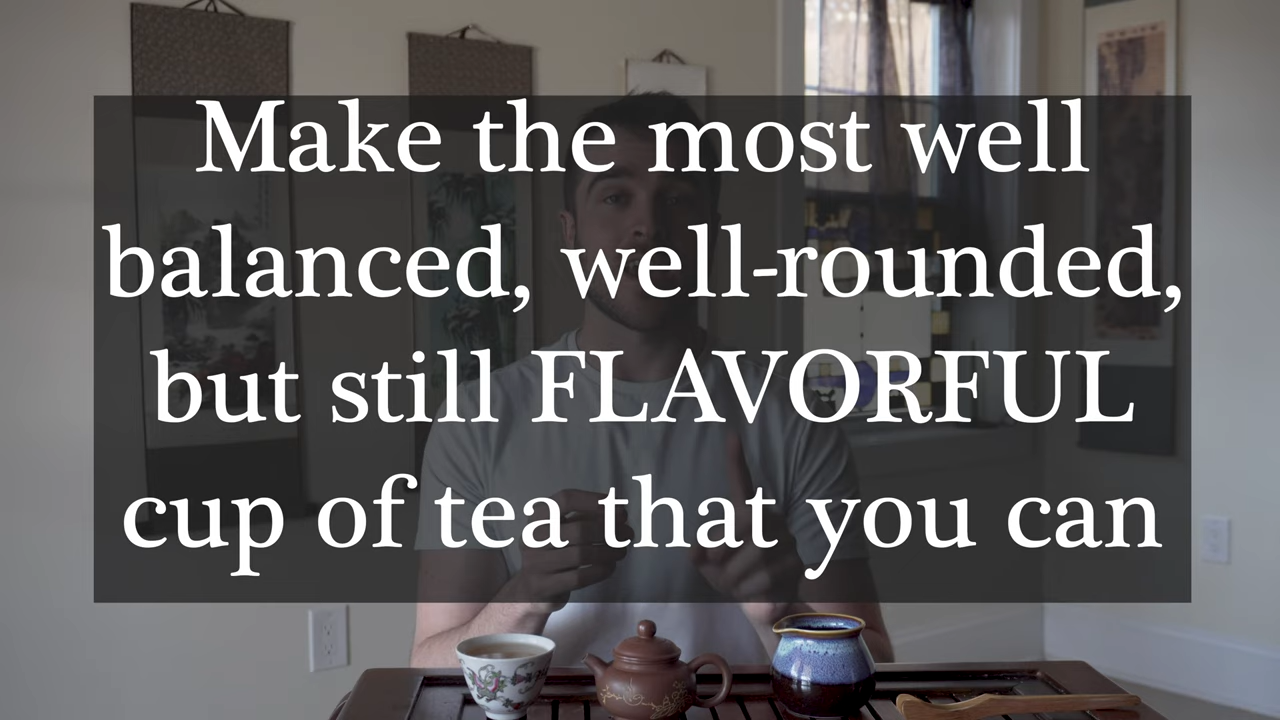 Make the most well
balanced, well-rounded,
but still FLAVORFUL
cup of tea that you can